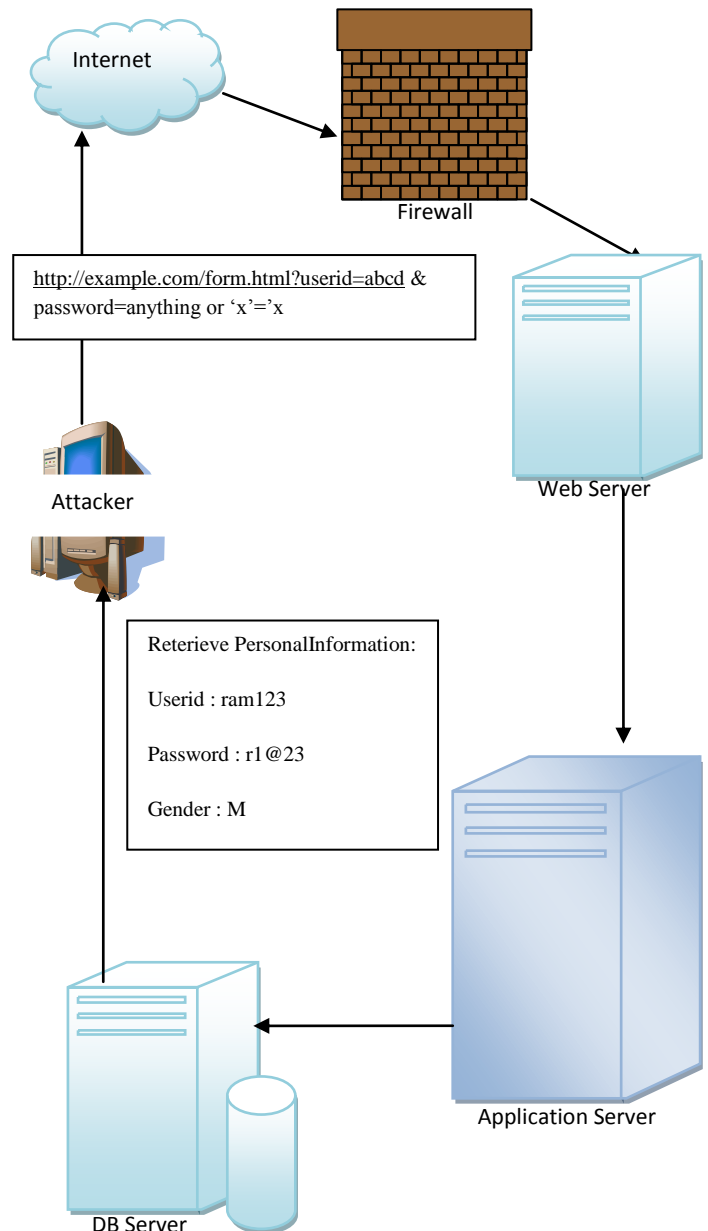 Internet
Firewall
http://example.com/form.html?userid=abcd &
password=anything or ‘x’=’x
Web Server
Attacker
Reterieve PersonalInformation:
Userid : ram123
Password : r1@23
Gender : M
Application Server
DB Server